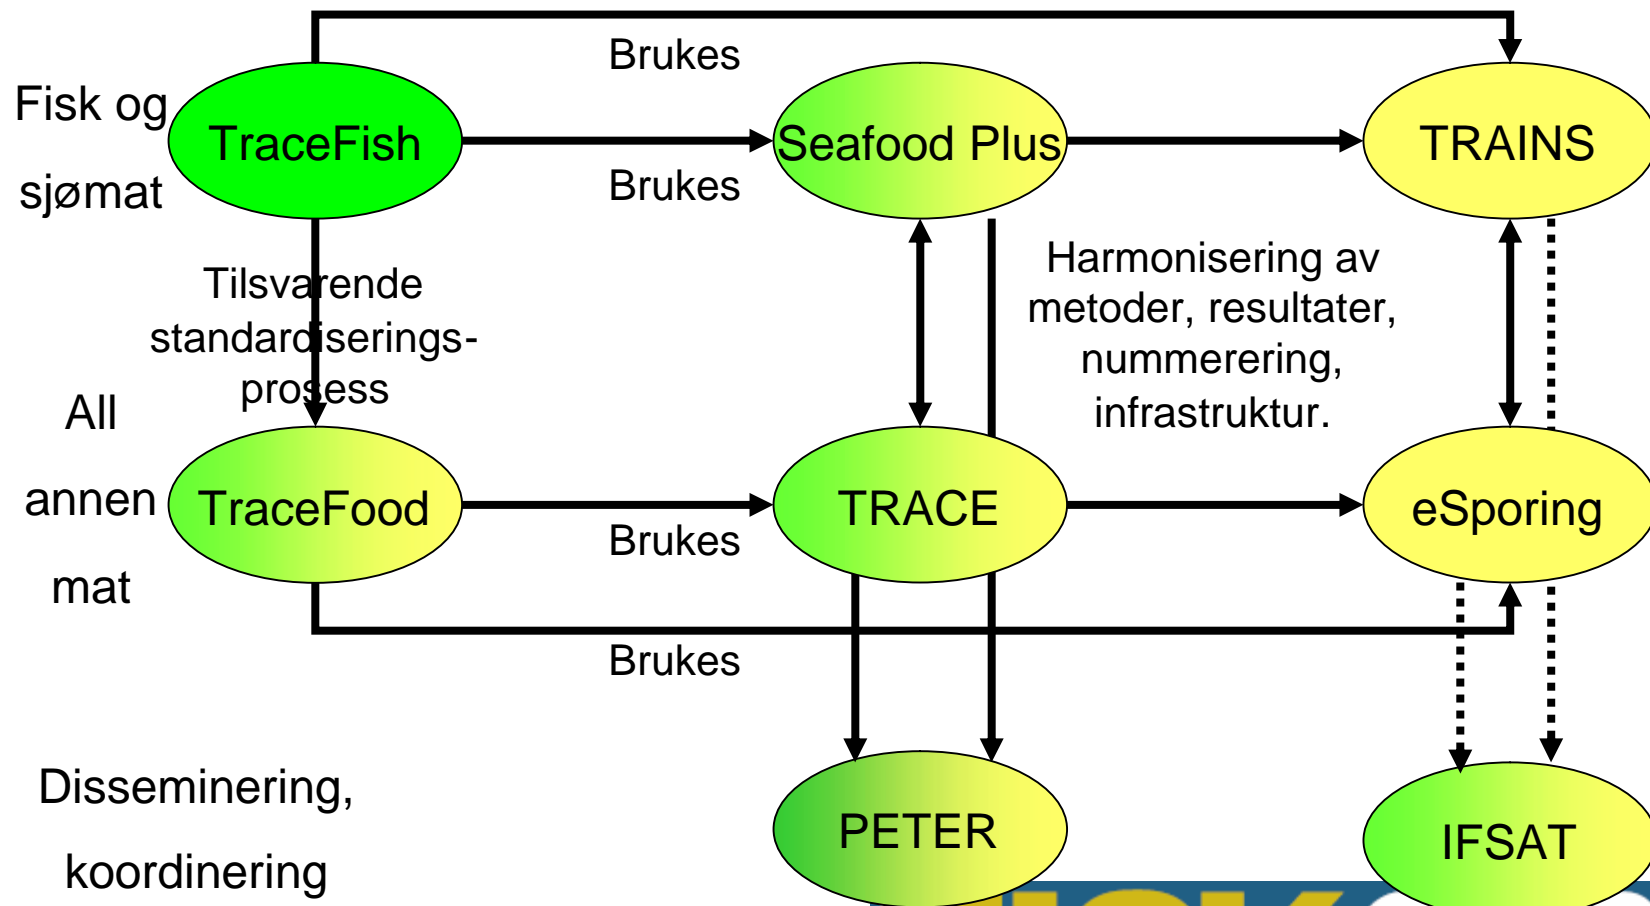 Brukes
Fisk og
sjømat
TraceFish
Seafood Plus
TRAINS
Brukes
Tilsvarende
standardiserings-
prosess
Harmonisering av
metoder, resultater,
nummerering,
infrastruktur.
All
annen
mat
TraceFood
TRACE
eSporing
Brukes
Brukes
Disseminering,
koordinering
PETER
IFSAT